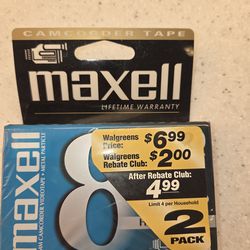 CAMCORDER TAPE
maxell
LIFETIME WARRANTY
maxell
8
Walgreens Price: $6.99
Walgreens Rebate Club: $2.00
After Rebate Club:
4.99
Limit 4 per Household
2
PACK